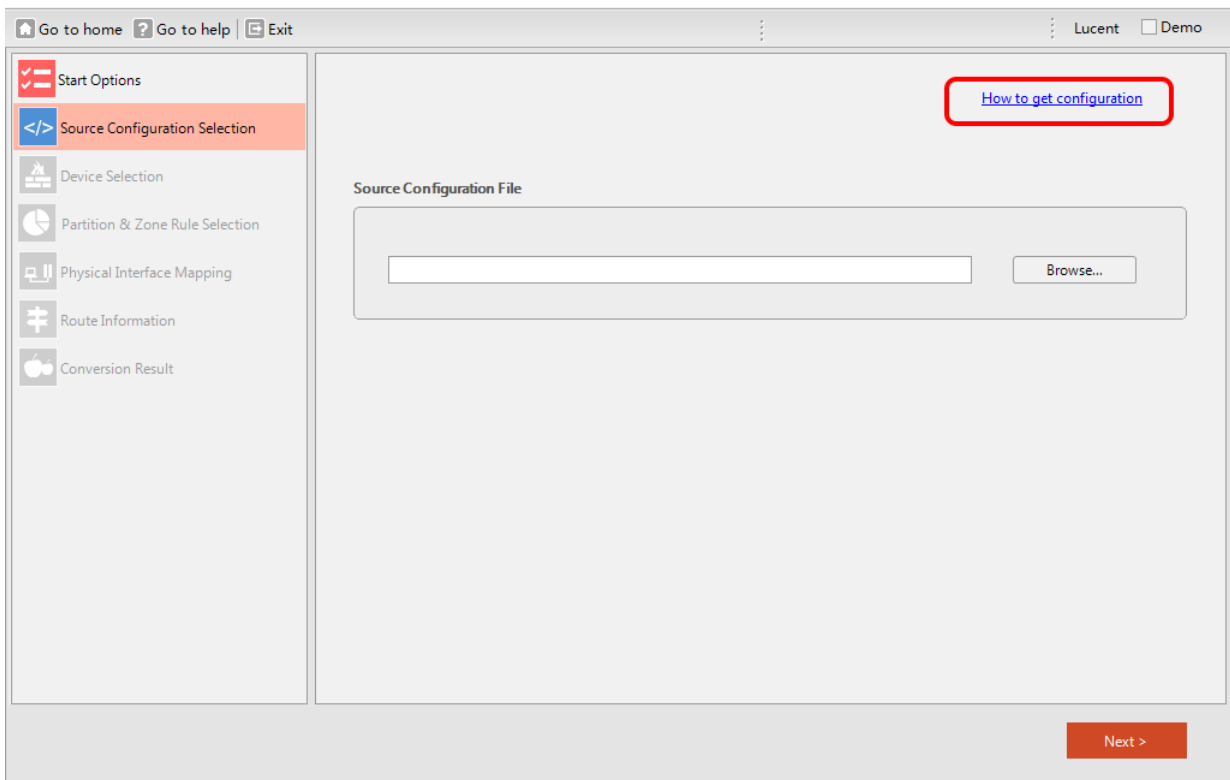 Go to home ? Go to help Exit Lucent Demo
Start Options
How to get configuration
</> Source Configuration Selection
Device Selection
Source Configuration File
Partition & Zone Rule Selection
Physical Interface Mapping
Browse...
Route Information
Conversion Result
Next >